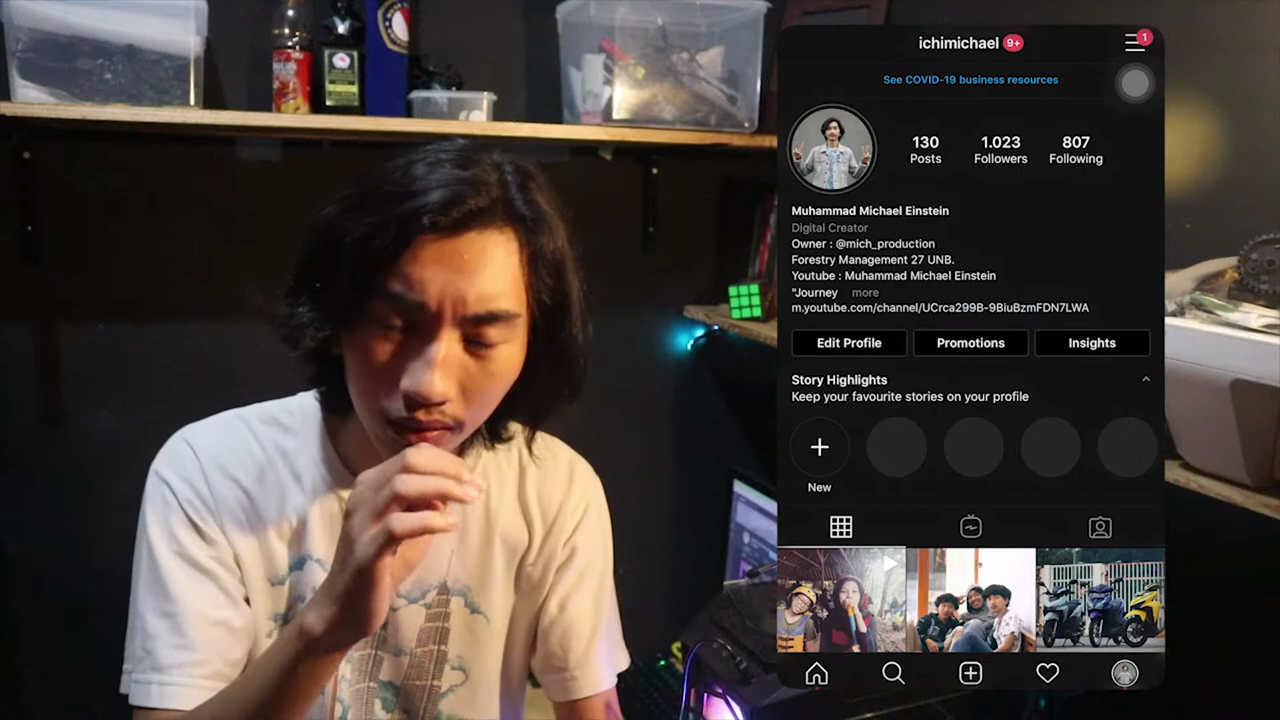 ichimichael 9+
1
See COVID-19 business resources
130
Posts
1.023
Followers
807
Following
Muhammad Michael Einstein
Digital Creator
Owner : @mich_production
Forestry Management 27 UNB.
Youtube : Muhammad Michael Einstein
"Journey more
m.youtube.com/channel/UCrca299B-9BiuBzmFDN7LWA
Edit Profile
Promotions
Insights
Story Highlights
Keep your favourite stories on your profile
New